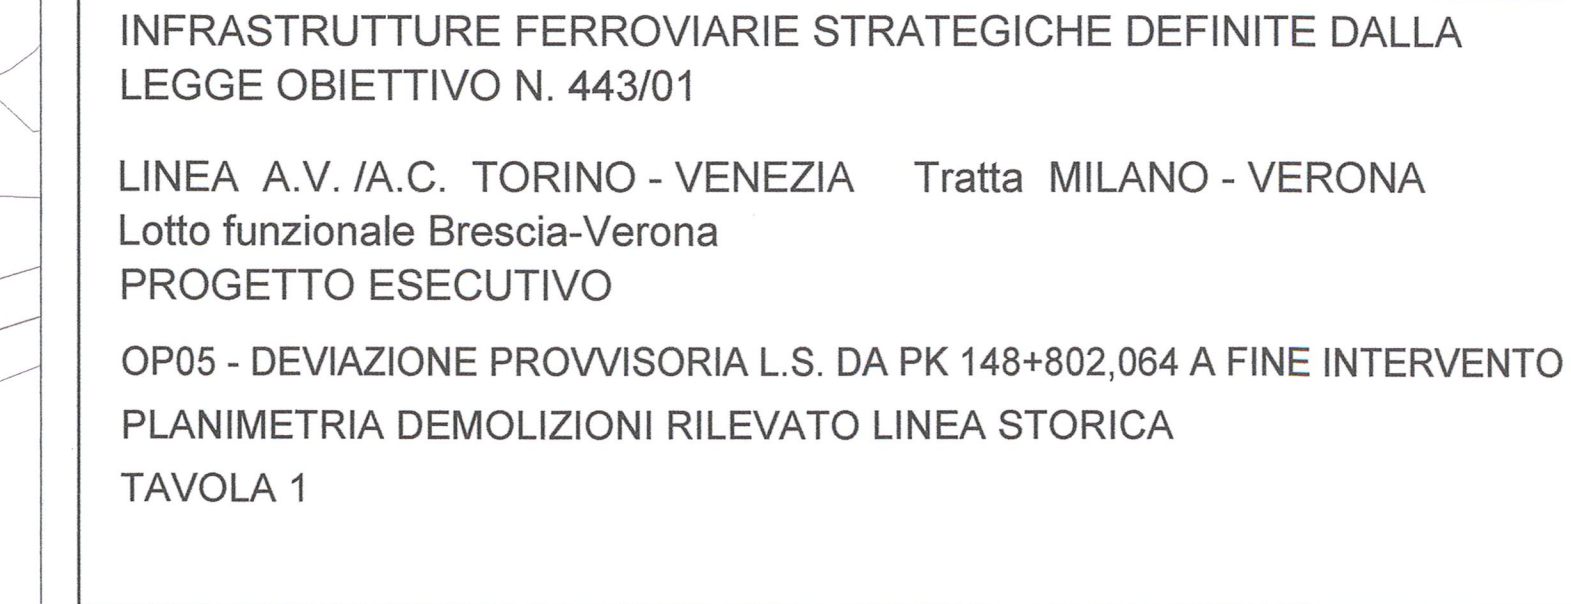 INFRASTRUTTURE FERROVIARIE STRATEGICHE DEFINITE DALLA
LEGGE OBIETTIVO N. 443/01
LINEA A.V. /A.C. TORINO - VENEZIA Tratta MILANO - VERONA
Lotto funzionale Brescia-Verona
PROGETTO ESECUTIVO
OP05 - DEVIAZIONE PROVVISORIA L.S. DA PK 148+802,064 A FINE INTERVENTO
PLANIMETRIA DEMOLIZIONI RILEVATO LINEA STORICA
TAVOLA 1